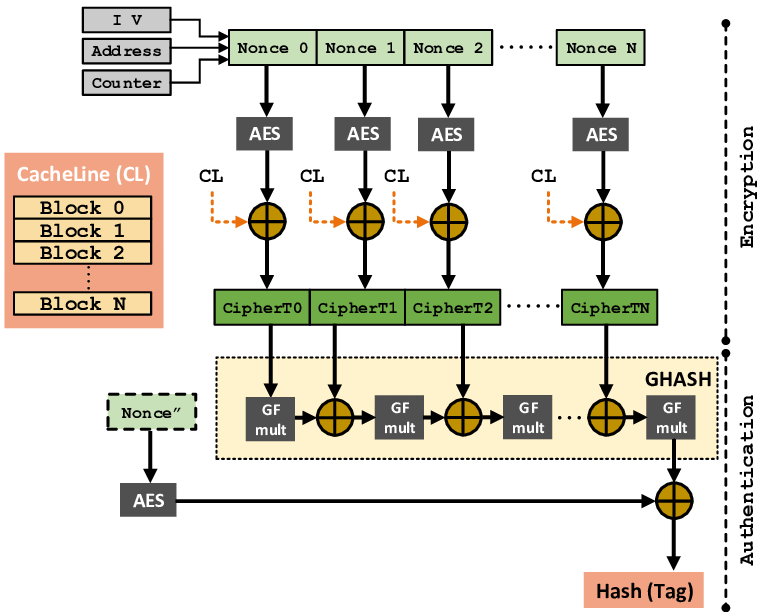 I V
Address
Counter
Nonce 0 Nonce 1 Nonce 2 ...... Nonce N
AES AES AES AES
CL CL CL CL
CacheLine (CL)
Block 0
Block 1
Block 2
Block N
CipherT0 CipherT1 CipherT2 ...... CipherTN
Encryption
GHASH
GF mult GF mult GF mult ... GF mult
Nonce”
AES
Hash (Tag)
Authentication